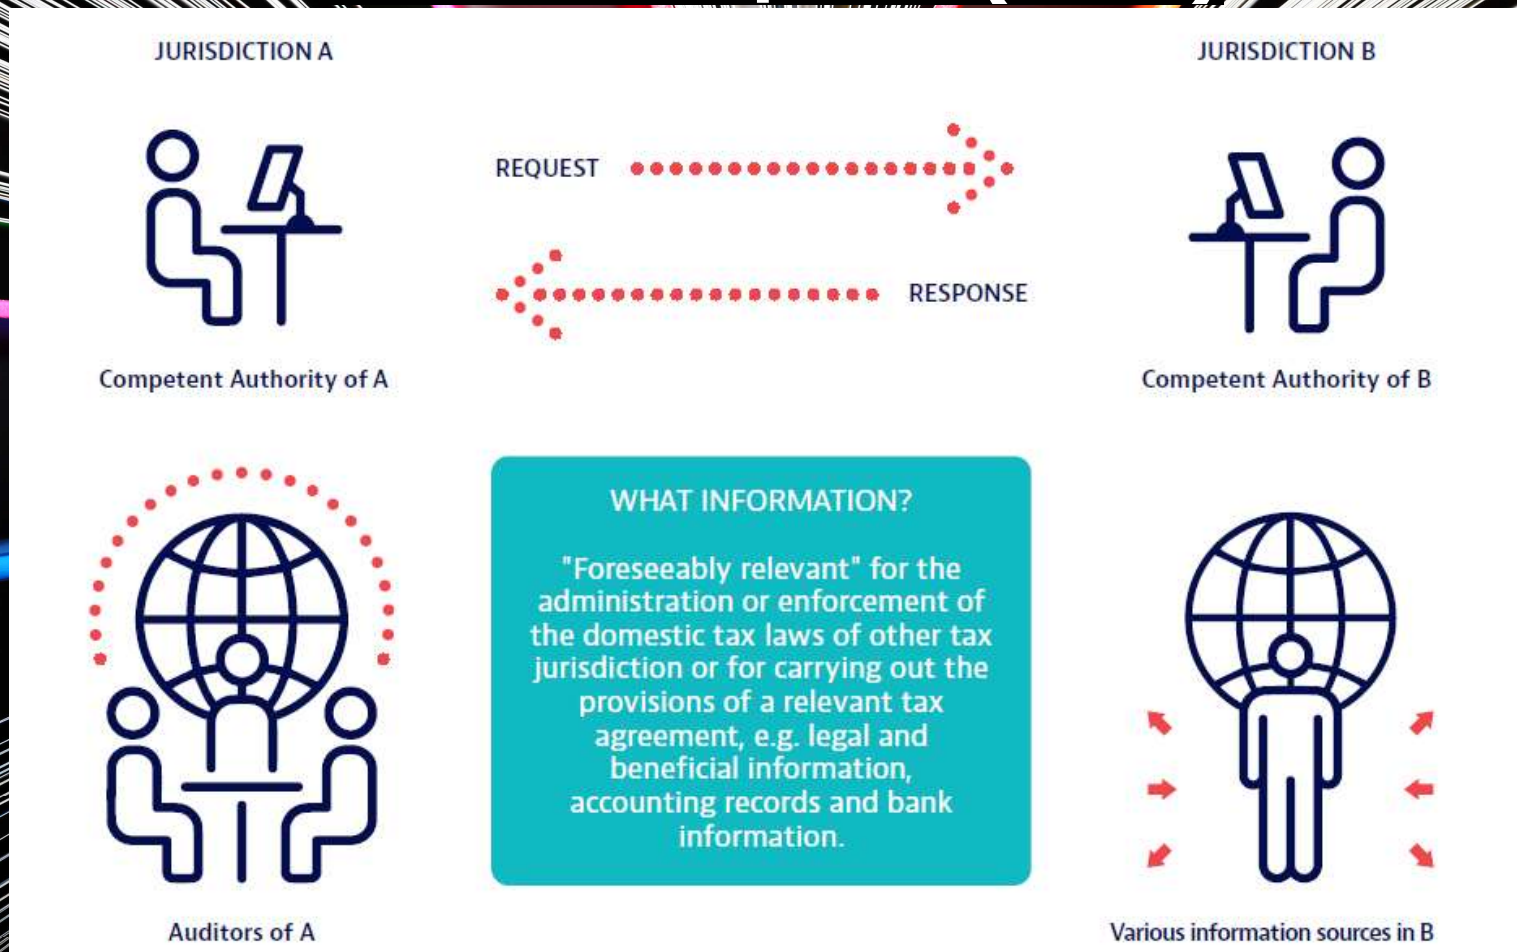 JURISDICTION A
JURISDICTION B
REQUEST
RESPONSE
Competent Authority of A
Competent Authority of B
WHAT INFORMATION?
"Foreseeably relevant" for the
administration or enforcement of
the domestic tax laws of other tax
jurisdiction or for carrying out the
provisions of a relevant tax
agreement, e.g. legal and
beneficial information,
accounting records and bank
information.
Auditors of A
Various information sources in B